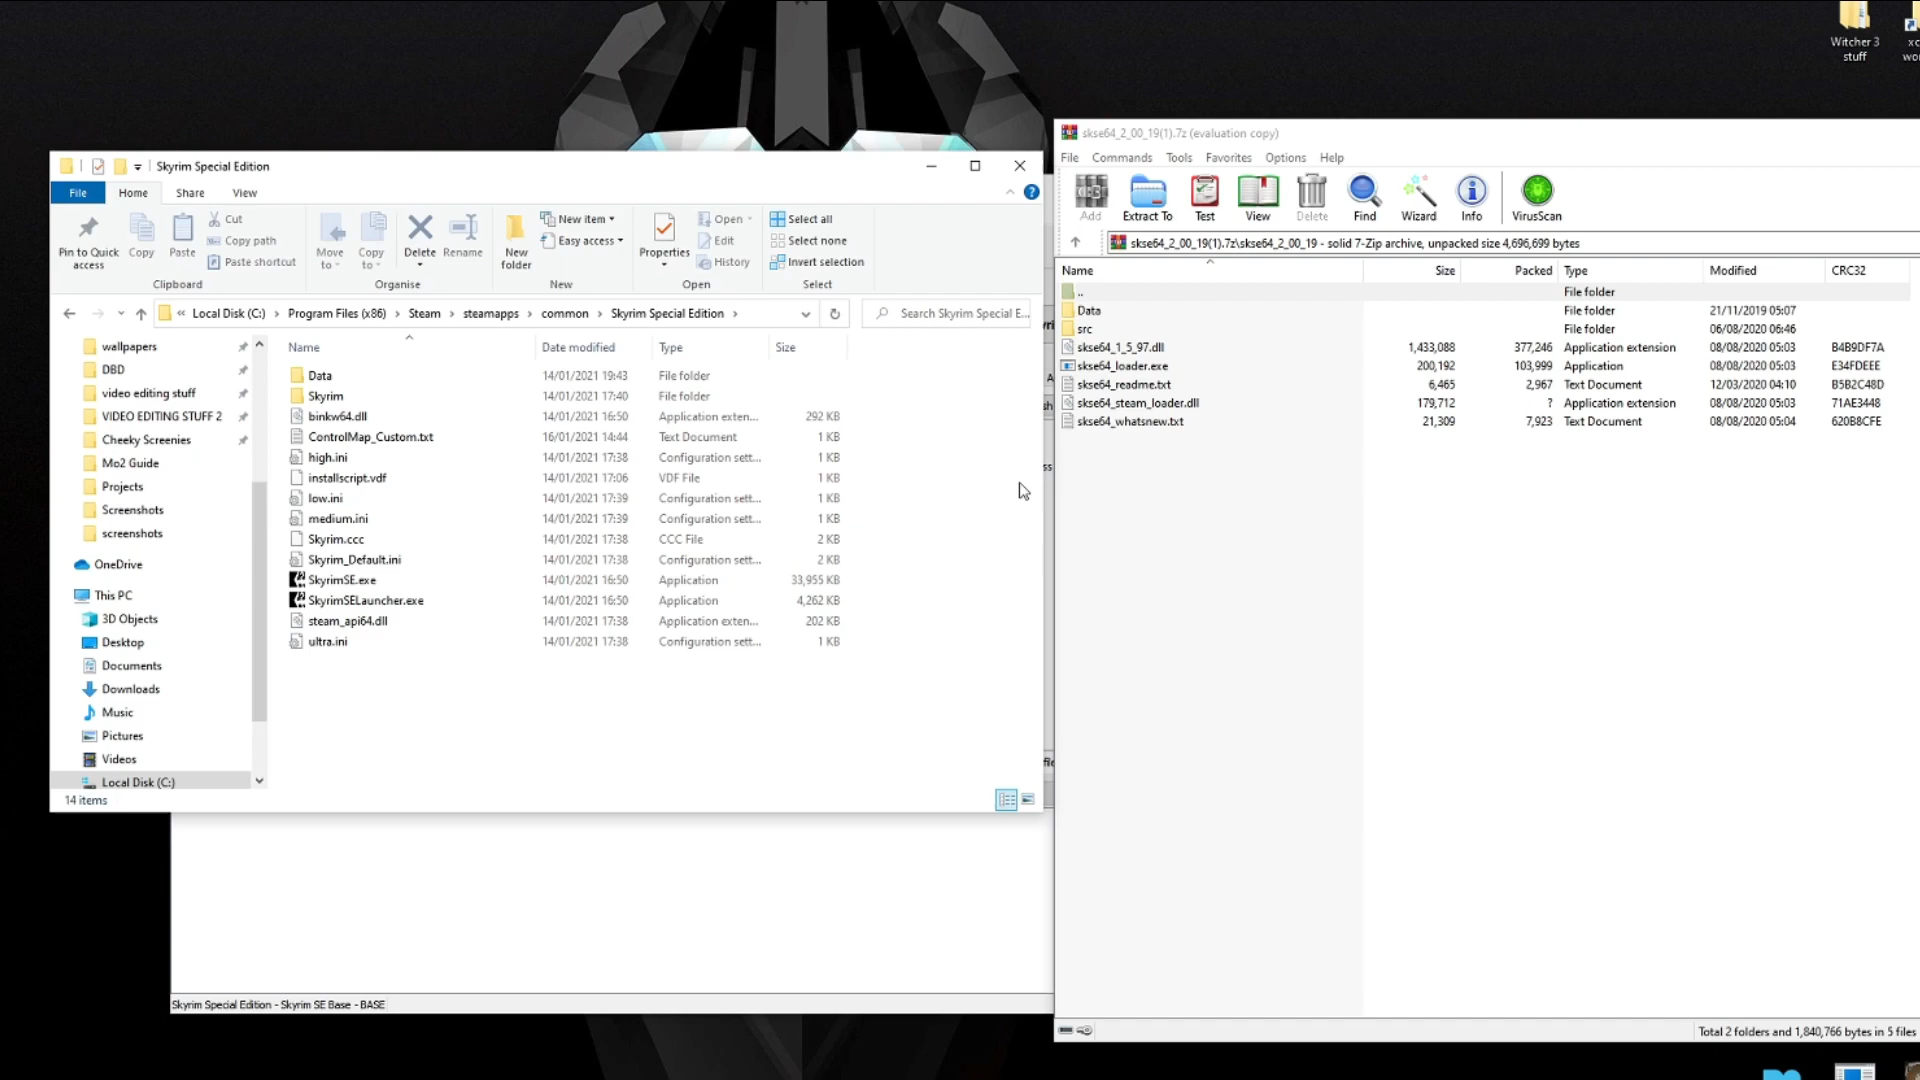 Witcher 3
stuff
Skyrim Special Edition
File Home Share View
Pin to Quick
access
Copy
Paste
Cut
Copy path
Paste shortcut
Clipboard
Move
to
Copy
to
Delete
Rename
Organise
New
folder
New item
Easy access
New
Properties
Open
Edit
History
Open
Select all
Select none
Invert selection
Select
« Local Disk (C:) › Program Files (x86) › Steam › steamapps › common › Skyrim Special Edition ›
Search Skyrim Special E...
wallpapers
DBD
video editing stuff
VIDEO EDITING STUFF 2
Cheeky Screenies
Mo2 Guide
Projects
Screenshots
screenshots
OneDrive
This PC
3D Objects
Desktop
Documents
Downloads
Music
Pictures
Videos
Local Disk (C:)
14 items
Name Date modified Type Size
Data 14/01/2021 19:43 File folder
Skyrim 14/01/2021 17:40 File folder
binkw64.dll 14/01/2021 16:50 Application exten... 292 KB
ControlMap_Custom.txt 16/01/2021 14:44 Text Document 1 KB
high.ini 14/01/2021 17:38 Configuration sett... 1 KB
installscript.vdf 14/01/2021 17:06 VDF File 1 KB
low.ini 14/01/2021 17:39 Configuration sett... 1 KB
medium.ini 14/01/2021 17:39 Configuration sett... 1 KB
Skyrim.ccc 14/01/2021 17:38 CCC File 2 KB
Skyrim_Default.ini 14/01/2021 17:38 Configuration sett... 2 KB
SkyrimSE.exe 14/01/2021 16:50 Application 33,955 KB
SkyrimSELauncher.exe 14/01/2021 16:50 Application 4,262 KB
steam_api64.dll 14/01/2021 17:38 Application exten... 202 KB
ultra.ini 14/01/2021 17:38 Configuration sett... 1 KB
Skyrim Special Edition - Skyrim SE Base - BASE
skse64_2_00_19(1).7z (evaluation copy)
File Commands Tools Favorites Options Help
Add Extract To Test View Delete Find Wizard Info VirusScan
skse64_2_00_19(1).7z\skse64_2_00_19 - solid 7-Zip archive, unpacked size 4,696,699 bytes
Name Size Packed Type Modified CRC32
.. File folder
Data File folder 21/11/2019 05:07
src File folder 06/08/2020 06:46
skse64_1_5_97.dll 1,433,088 377,246 Application extension 08/08/2020 05:03 B4B9DF7A
skse64_loader.exe 200,192 103,999 Application 08/08/2020 05:03 E34FDEEE
skse64_readme.txt 6,465 2,967 Text Document 12/03/2020 04:10 B5B2C48D
skse64_steam_loader.dll 179,712 ? Application extension 08/08/2020 05:03 71AE3448
skse64_whatsnew.txt 21,309 7,923 Text Document 08/08/2020 05:04 620B8CFE
Total 2 folders and 1,840,766 bytes in 5 files